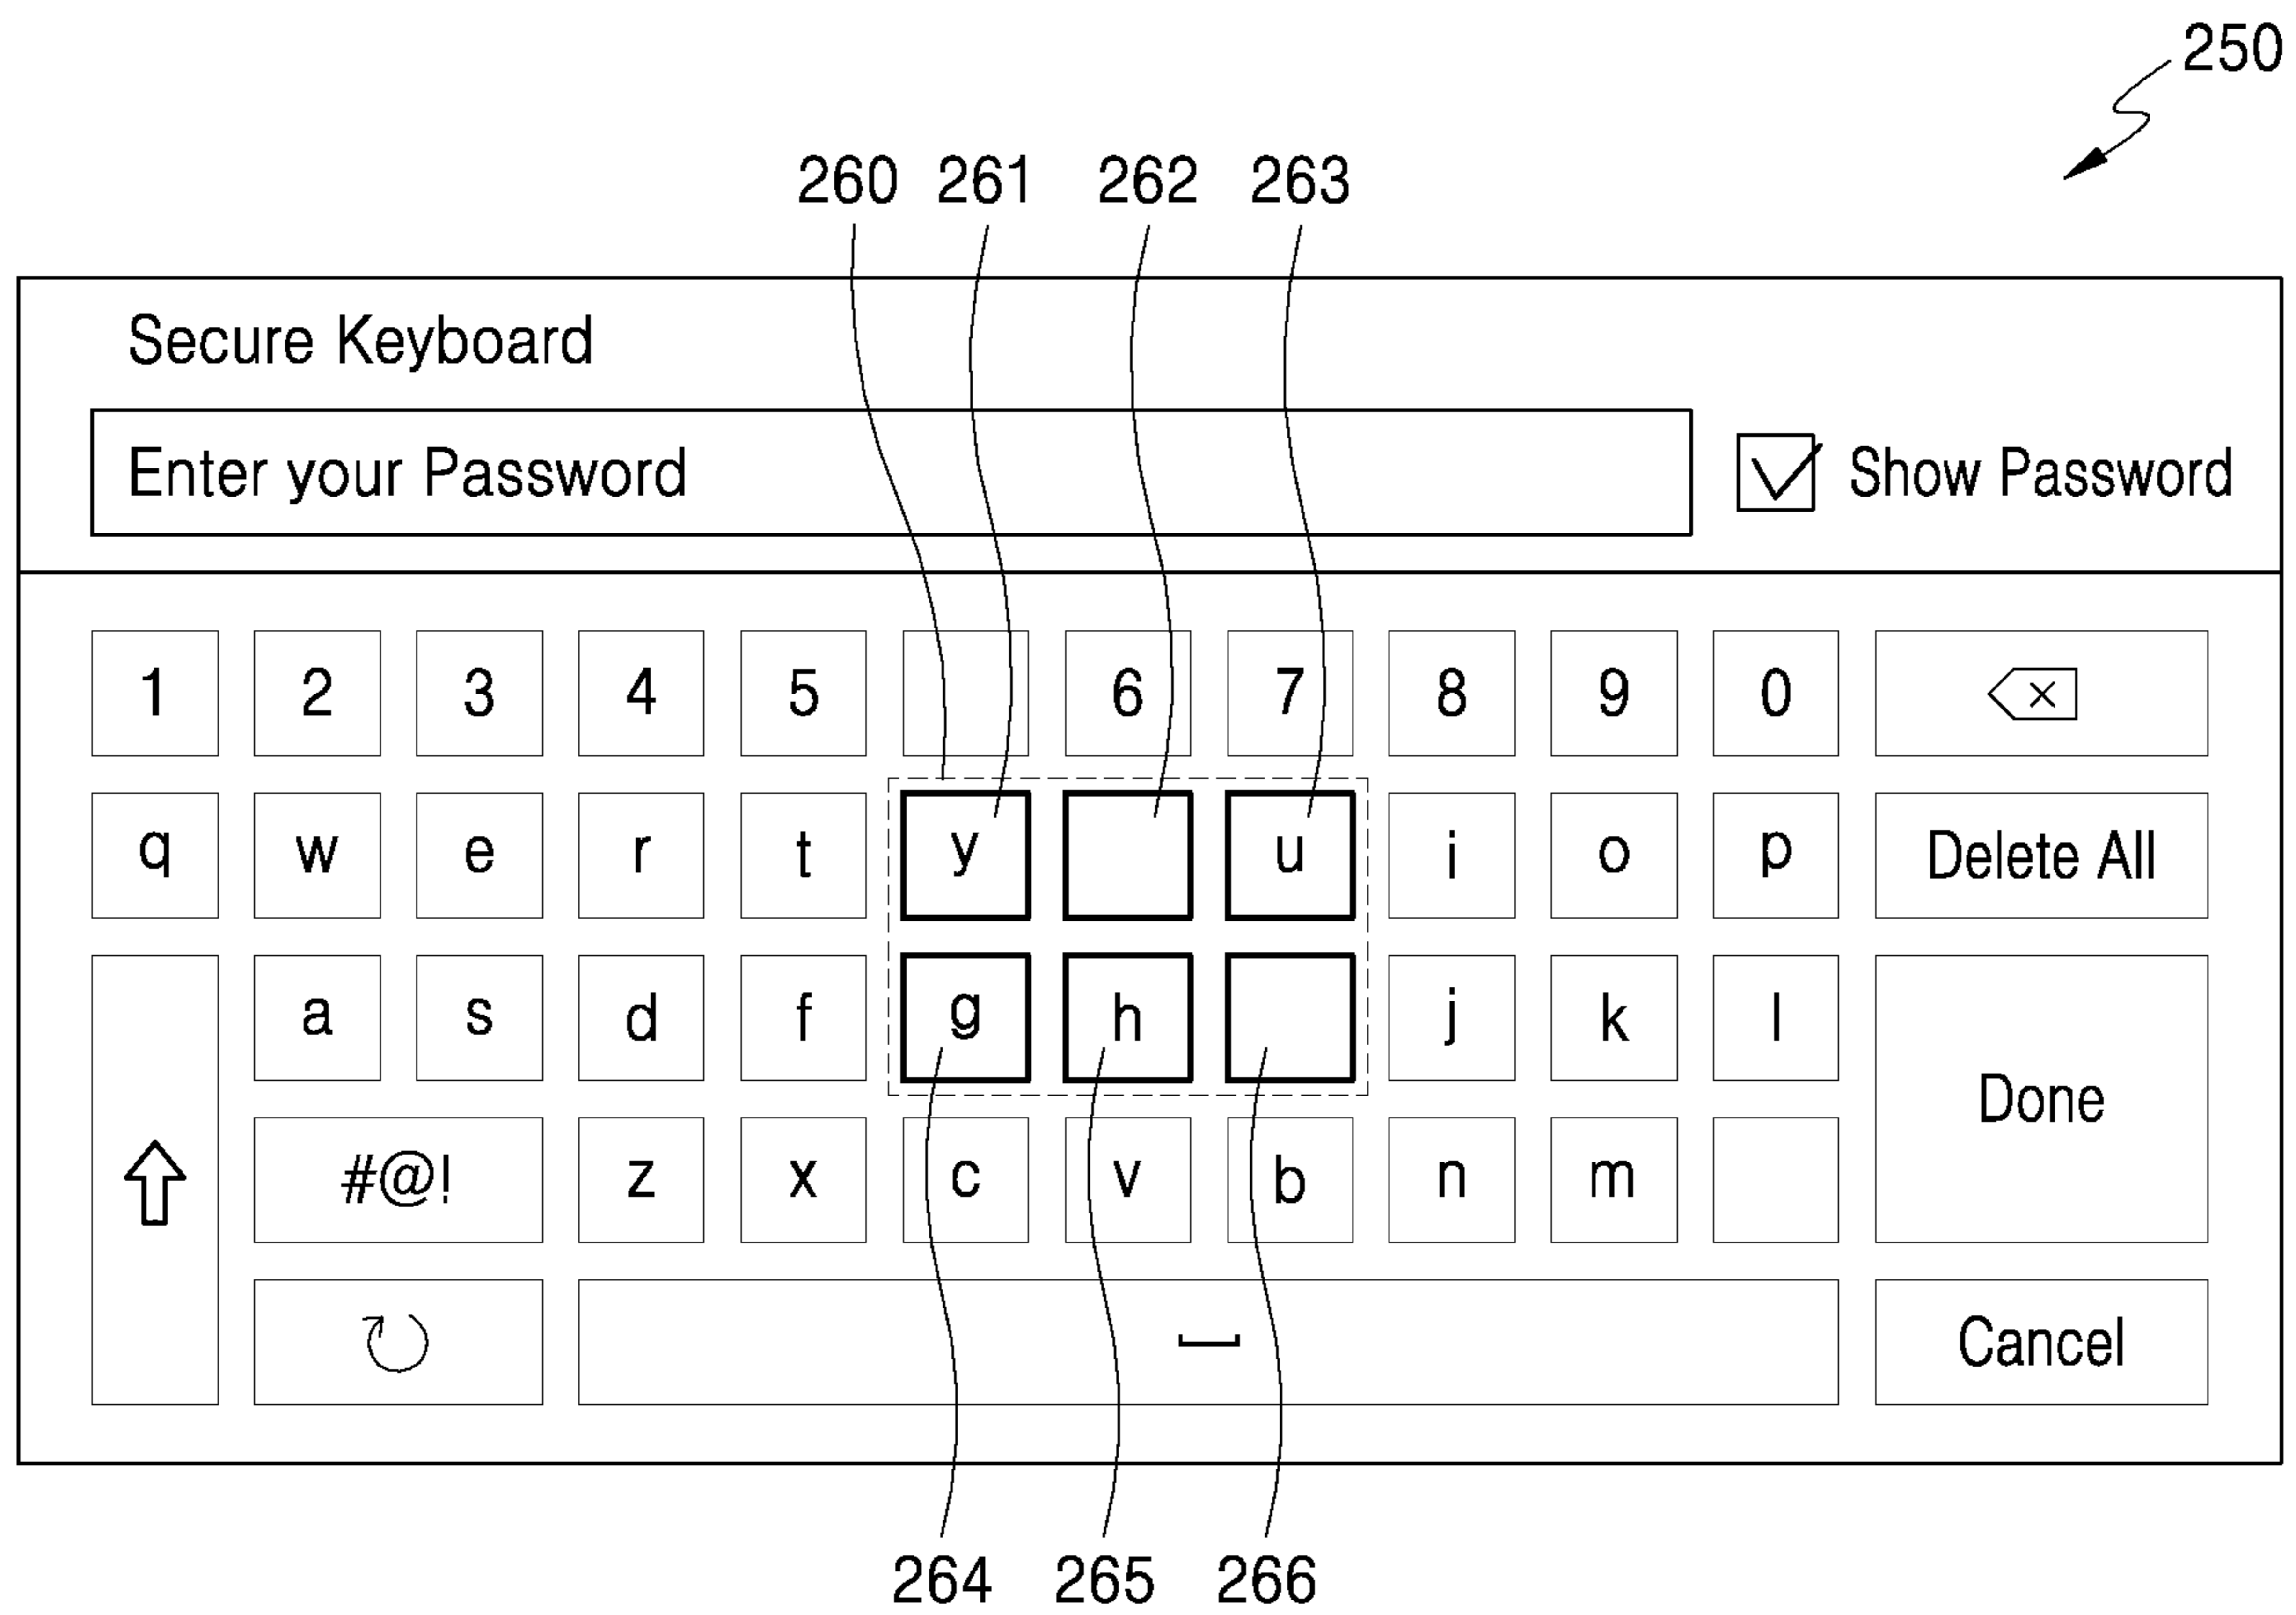 250
260 261 262 263
Secure Keyboard
Enter your Password Show Password
1 2 3 4 5 6 7 8 9 0
q w e r t y u i o p Delete All
a s d f g h j k l
Done
#@! z x c v b n m
Cancel
264 265 266